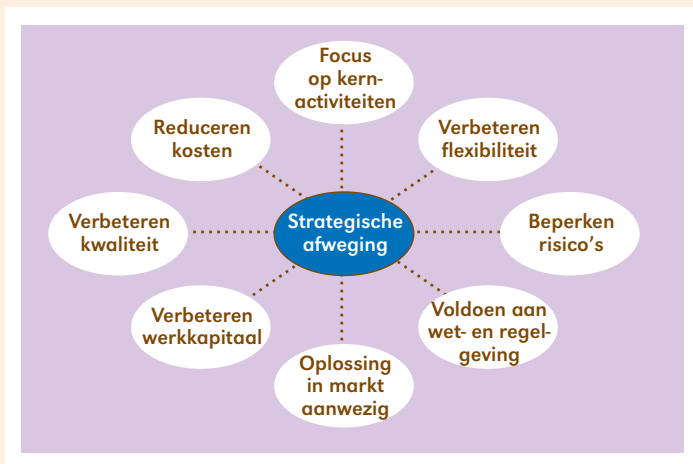 Focus
op kern-
activiteiten
Reduceren
kosten
Verbeteren
flexibiliteit
Verbeteren
kwaliteit
Strategische
afweging
Beperken
risico's
Verbeteren
werkkapitaal
Voldoen aan
wet- en regel-
geving
Oplossing
in markt
aanwezig